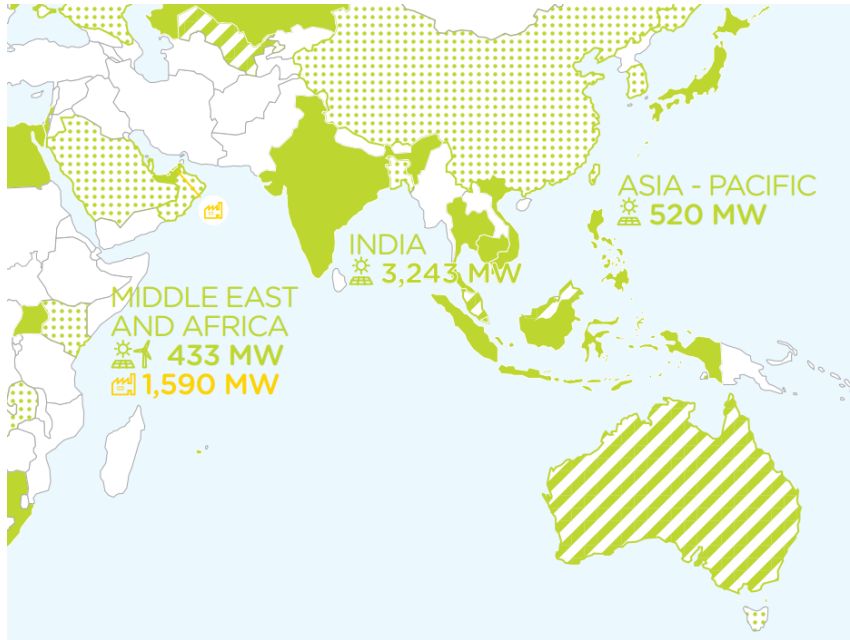 ASIA - PACIFIC
520 MW
INDIA
3,243 MW
MIDDLE EAST
AND AFRICA
433 MW
1,590 MW